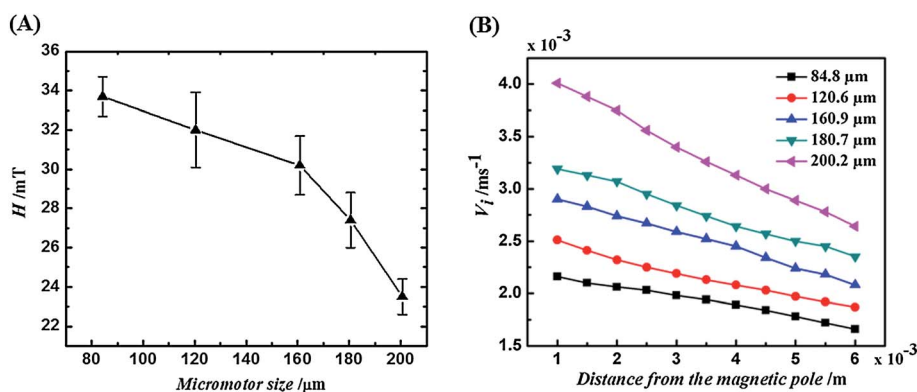 (A)
36
34
32
30
28
26
24
22
H /mT
80 100 120 140 160 180 200
Micromotor size /μm
(B)
x 10⁻³
4.0
3.5
3.0
2.5
2.0
1.5
Vᵢ /ms⁻¹
84.8 μm
120.6 μm
160.9 μm
180.7 μm
200.2 μm
1 2 3 4 5 6
x 10⁻³
Distance from the magnetic pole /m